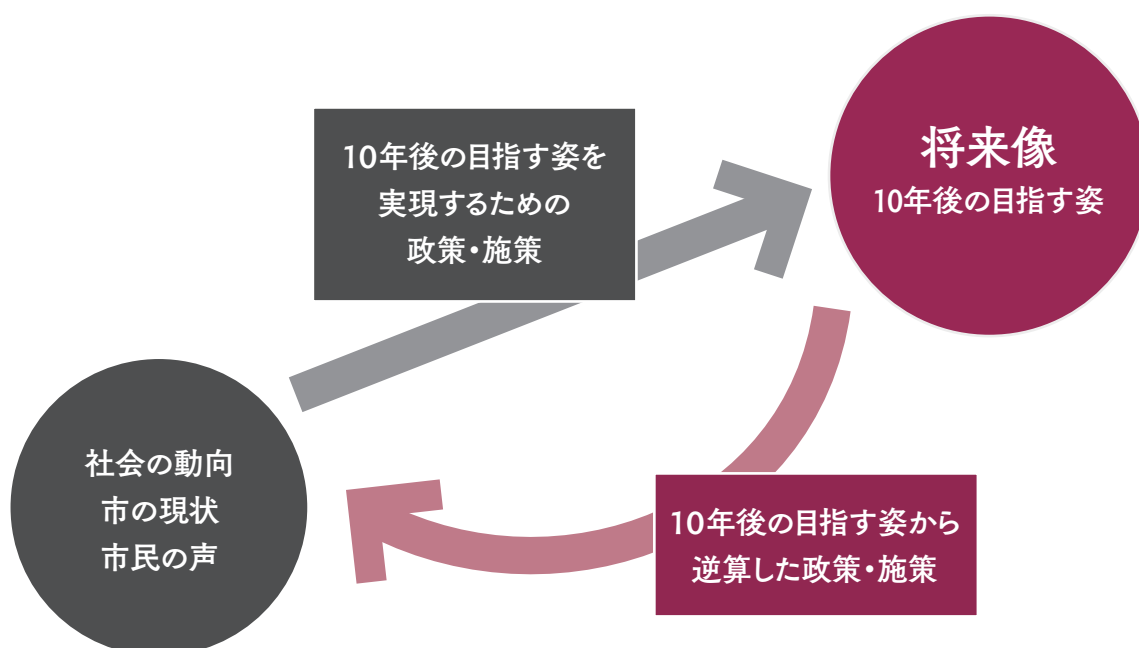 将来像
10年後の目指す姿
10年後の目指す姿を
実現するための
政策・施策
社会の動向
市の現状
市民の声
10年後の目指す姿から
逆算した政策・施策